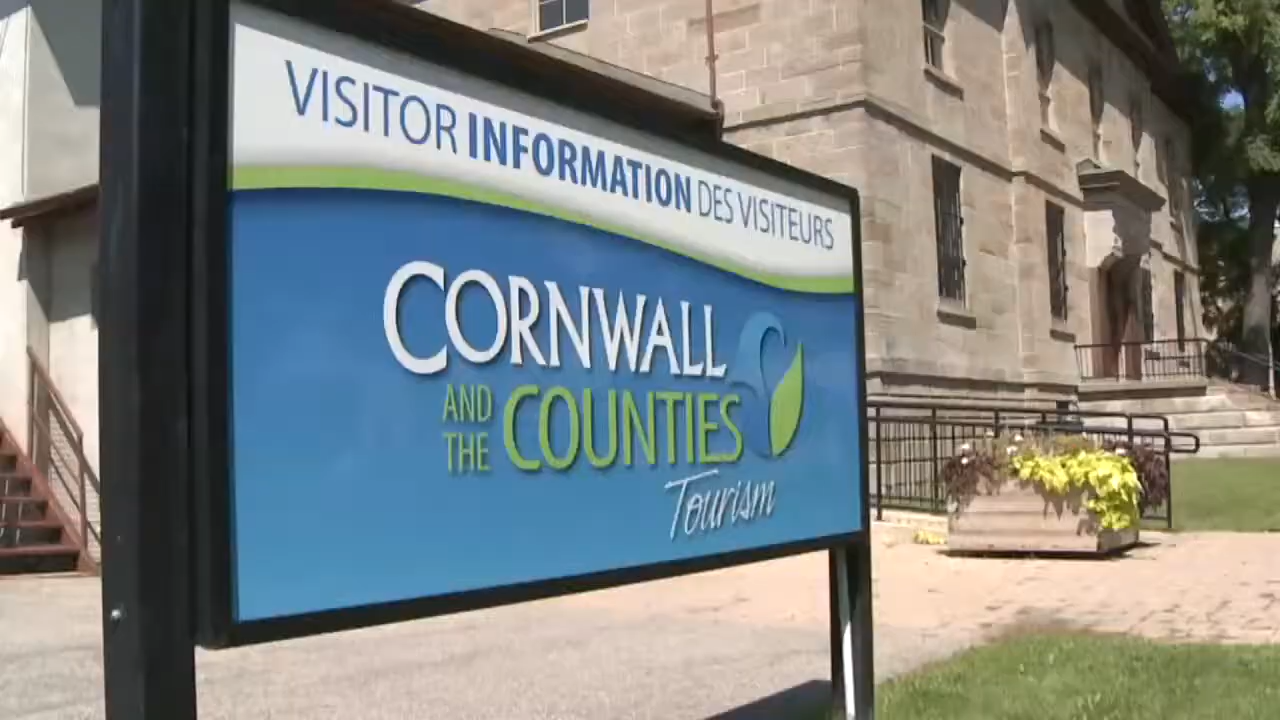 VISITOR INFORMATION DES VISITEURS
CORNWALL
AND THE COUNTIES
Tourism